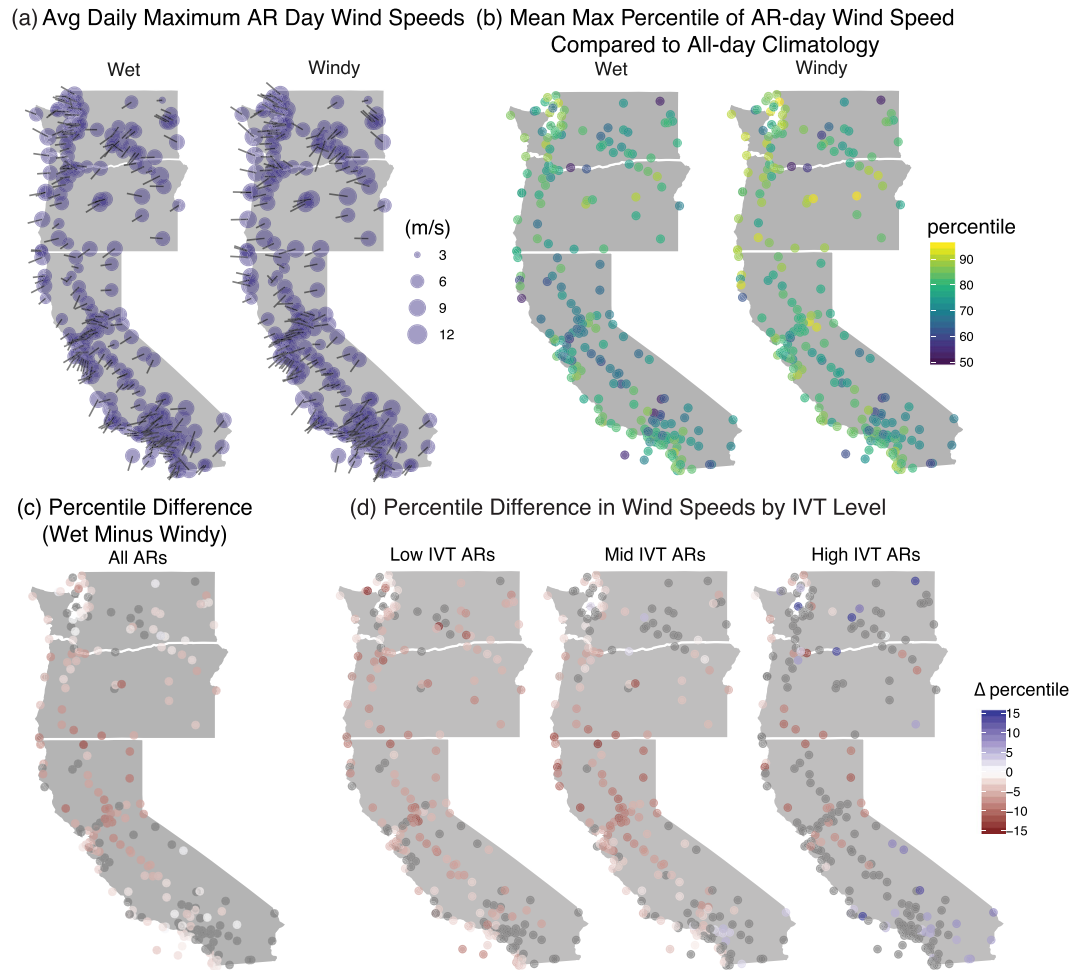 (a) Avg Daily Maximum AR Day Wind Speeds
Wet
Windy
(m/s)
3
6
9
12
(b) Mean Max Percentile of AR-day Wind Speed
Compared to All-day Climatology
Wet
Windy
percentile
90
80
70
60
50
(c) Percentile Difference
(Wet Minus Windy)
All ARs
(d) Percentile Difference in Wind Speeds by IVT Level
Low IVT ARs
Mid IVT ARs
High IVT ARs
Δ percentile
15
10
5
0
−5
−10
−15